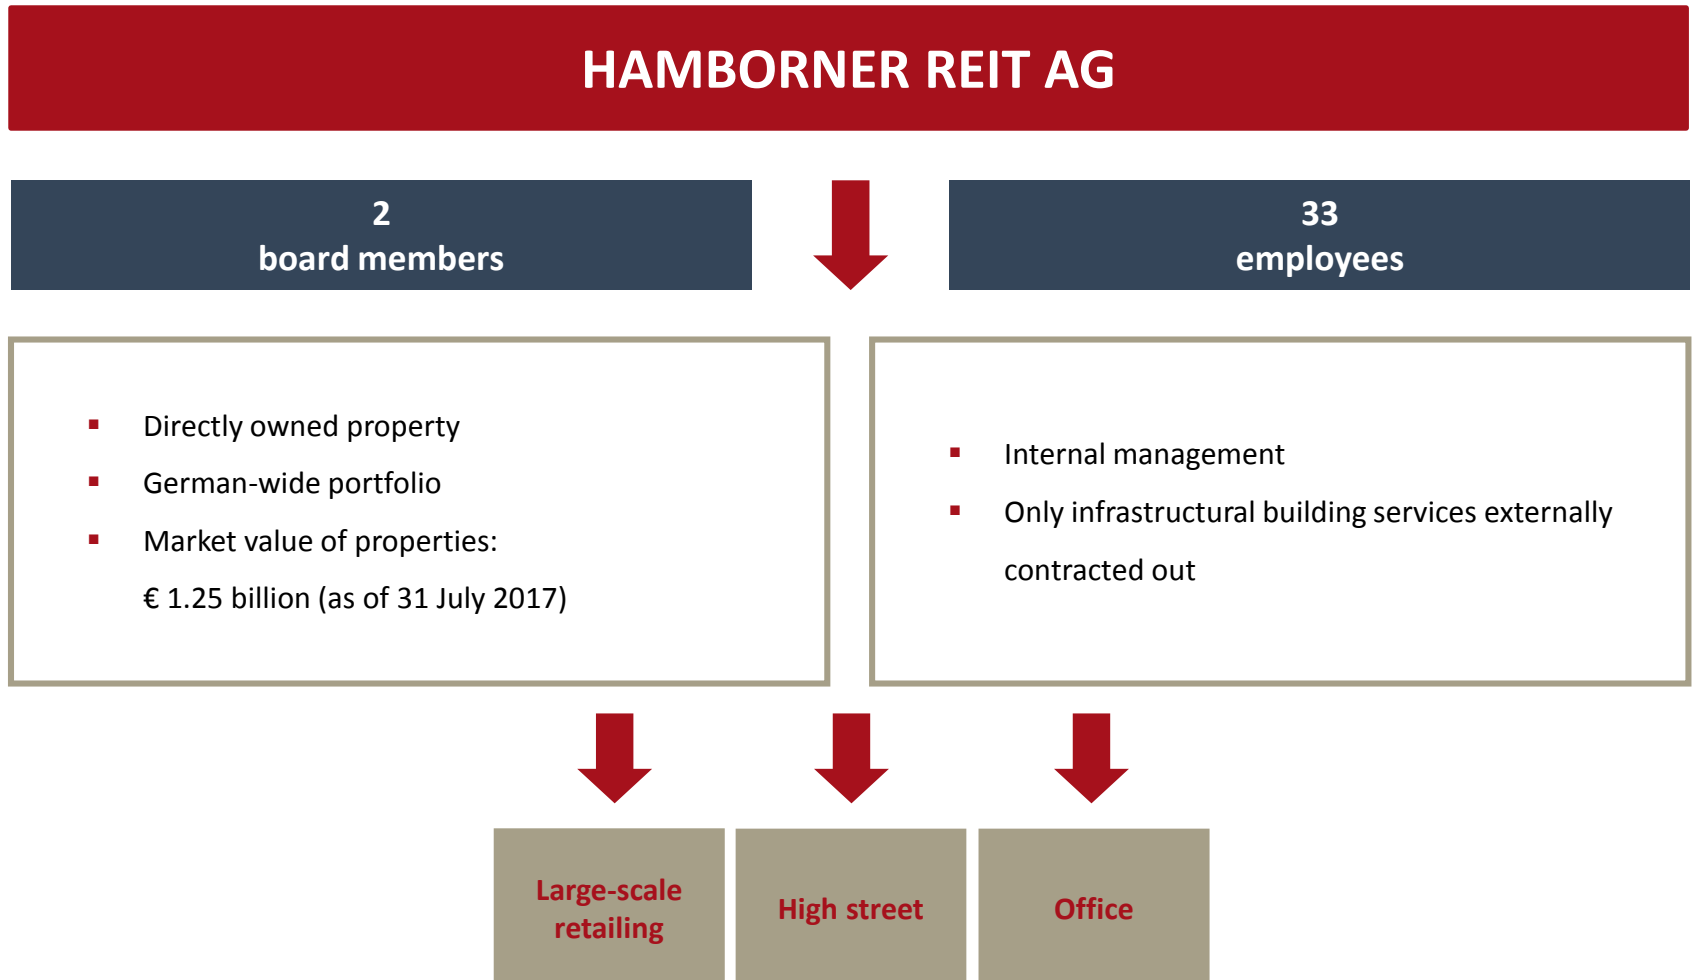 HAMBORNER REIT AG
2
board members
33
employees
▪ Directly owned property
▪ German-wide portfolio
▪ Market value of properties:
€ 1.25 billion (as of 31 July 2017)
▪ Internal management
▪ Only infrastructural building services externally
contracted out
Large-scale
retailing
High street
Office